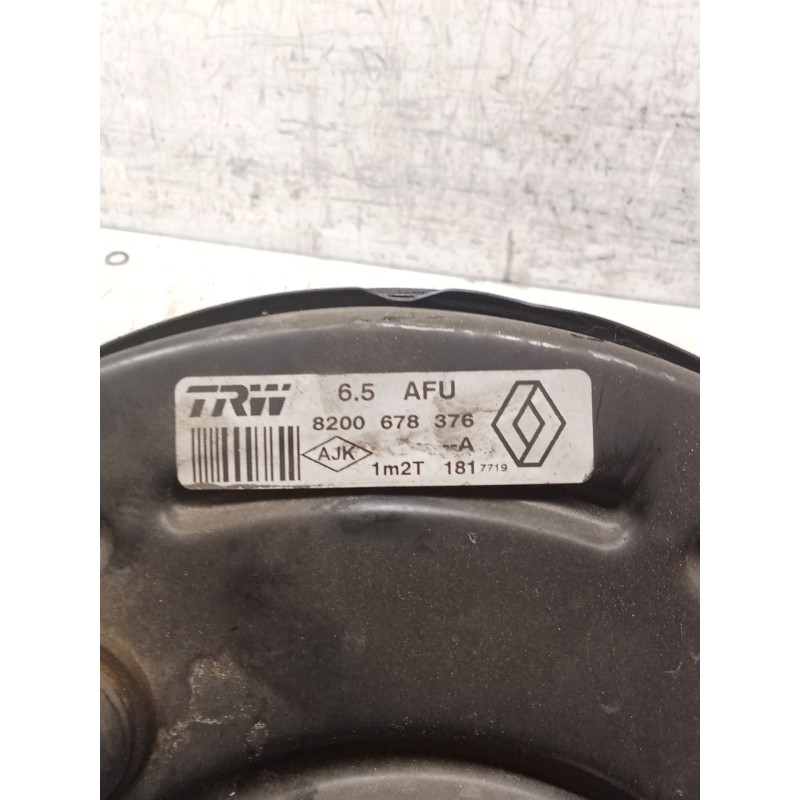 TRW 6.5 AFU
8200 678 376
--A
AJK 1m2T 181 7719